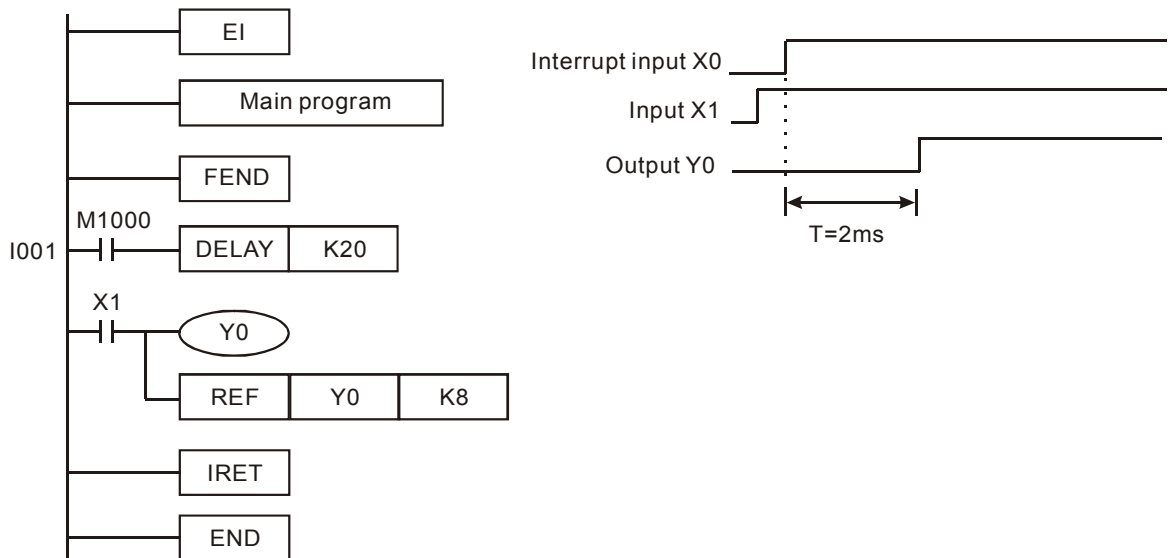 EI
Main program
FEND
M1000
I001 DELAY K20
X1
Y0
REF Y0 K8
IRET
END
Interrupt input X0
Input X1
Output Y0
T=2ms